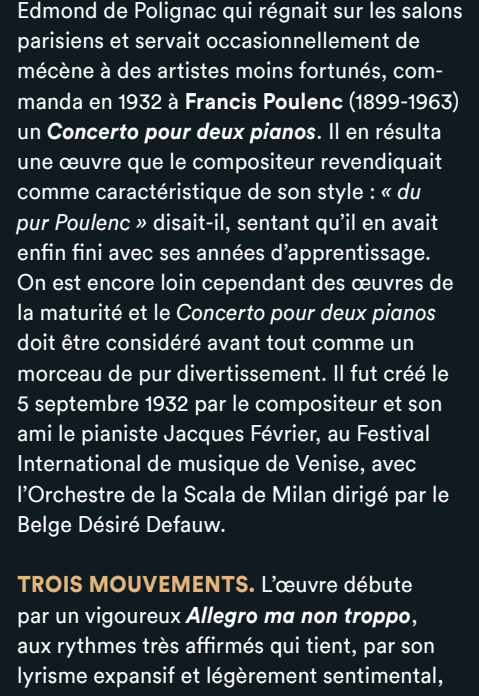 Edmond de Polignac qui régnait sur les salons
parisiens et servait occasionnellement de
mécène à des artistes moins fortunés, com-
manda en 1932 à Francis Poulenc (1899-1963)
un Concerto pour deux pianos. Il en résulta
une œuvre que le compositeur revendiquait
comme caractéristique de son style : « du
pur Poulenc » disait-il, sentant qu’il en avait
enfin fini avec ses années d’apprentissage.
On est encore loin cependant des œuvres de
la maturité et le Concerto pour deux pianos
doit être considéré avant tout comme un
morceau de pur divertissement. Il fut créé le
5 septembre 1932 par le compositeur et son
ami le pianiste Jacques Février, au Festival
International de musique de Venise, avec
l’Orchestre de la Scala de Milan dirigé par le
Belge Désiré Defauw.
TROIS MOUVEMENTS. L’œuvre débute
par un vigoureux Allegro ma non troppo,
aux rythmes très affirmés qui tient, par son
lyrisme expansif et légèrement sentimental,